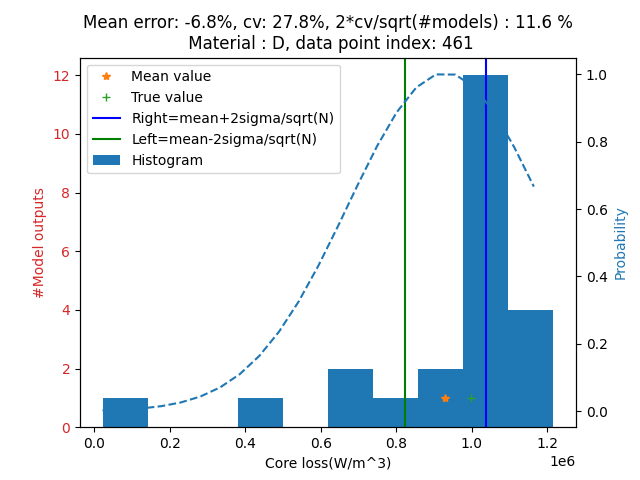 Mean error: -6.8%, cv: 27.8%, 2*cv/sqrt(#models) : 11.6 %
Material : D, data point index: 461
Mean value
True value
Right=mean+2sigma/sqrt(N)
Left=mean-2sigma/sqrt(N)
Histogram
#Model outputs
12
10
8
6
4
2
0
Probability
1.0
0.8
0.6
0.4
0.2
0.0
0.0 0.2 0.4 0.6 0.8 1.0 1.2
1e6
Core loss(W/m^3)